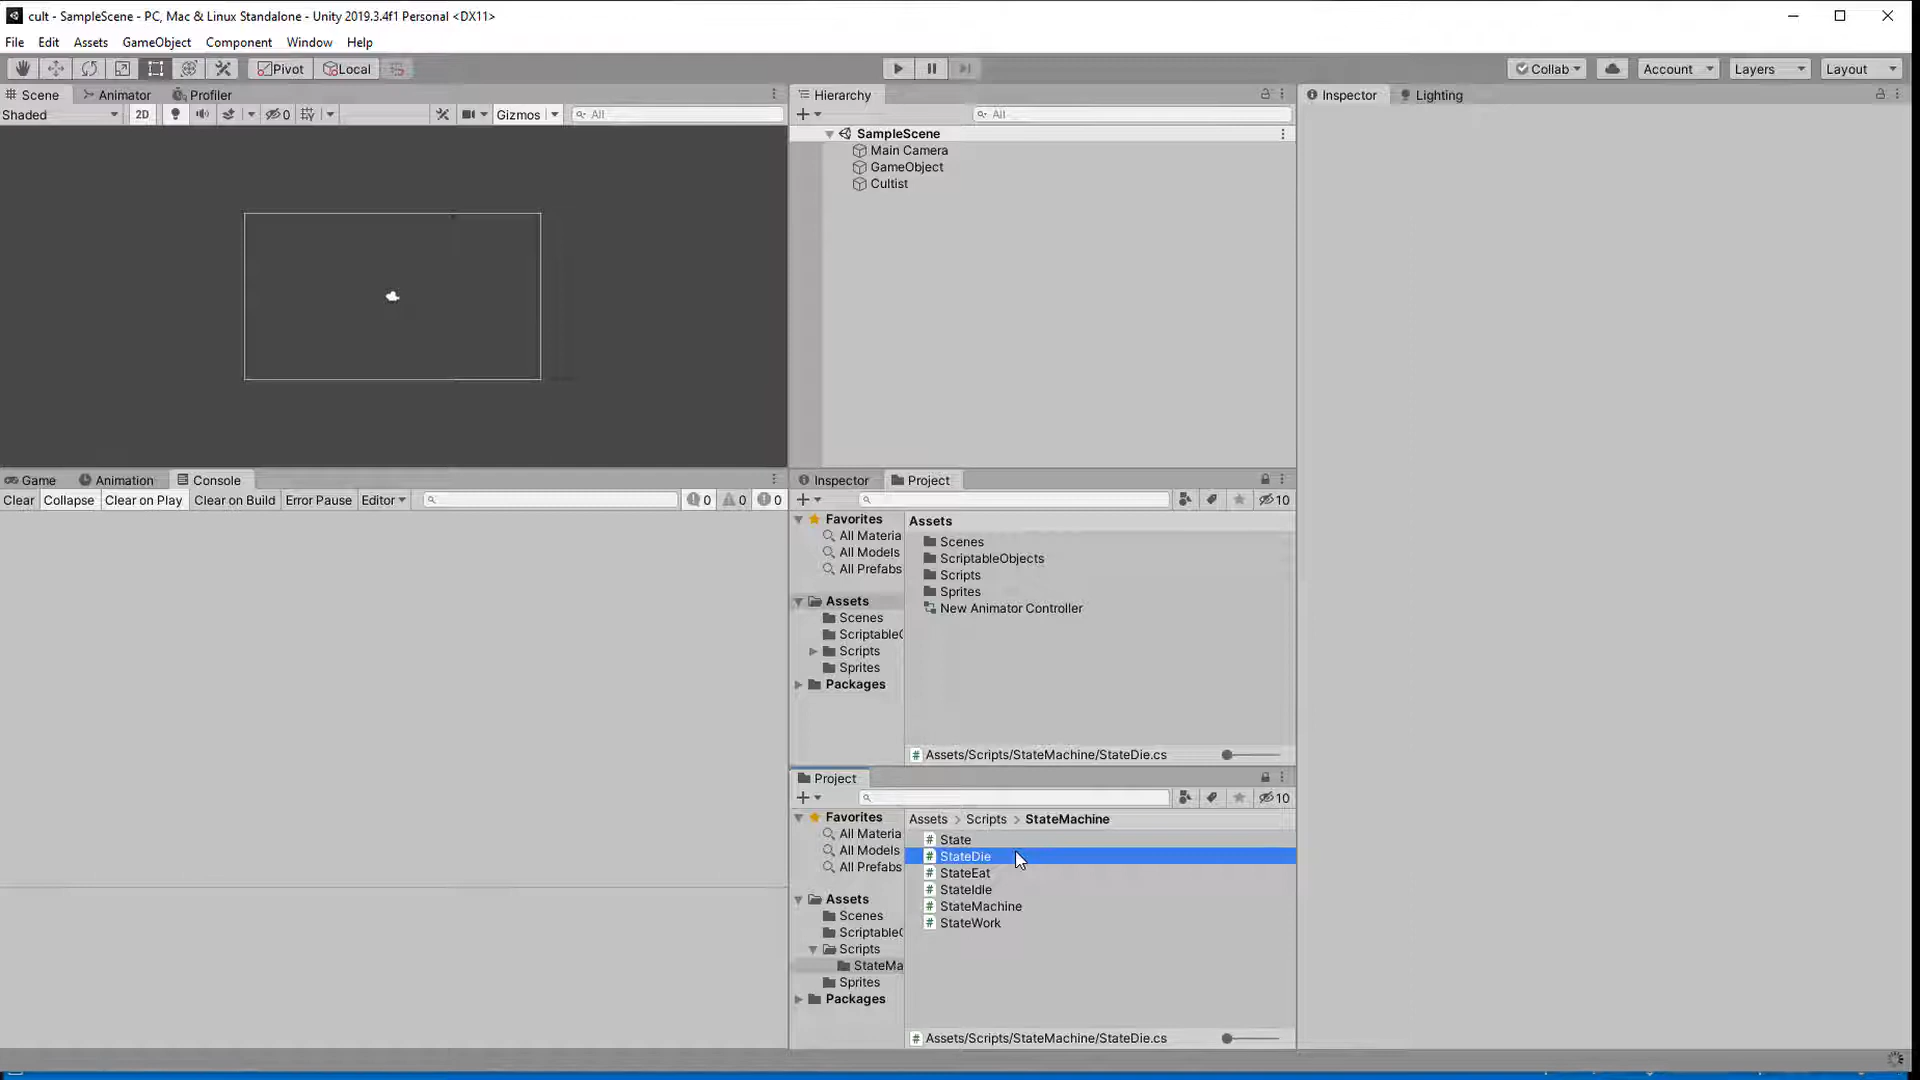 cult - SampleScene - PC, Mac & Linux Standalone - Unity 2019.3.4f1 Personal <DX11>
File Edit Assets GameObject Component Window Help
Pivot Local Collab Account Layers Layout
Scene Animator Profiler
Shaded 2D 0 Gizmos All
Hierarchy
All
SampleScene
Main Camera
GameObject
Cultist
Inspector Lighting
Game Animation Console
Clear Collapse Clear on Play Clear on Build Error Pause Editor 0 0 0
Inspector Project
10
Favorites
All Materia
All Models
All Prefabs
Assets
Scenes
Scriptable
Scripts
Sprites
Packages
Assets
Scenes
ScriptableObjects
Scripts
Sprites
New Animator Controller
Assets/Scripts/StateMachine/StateDie.cs
Project
10
Favorites
All Materia
All Models
All Prefabs
Assets
Scenes
Scriptable
Scripts
StateMa
Sprites
Packages
Assets > Scripts > StateMachine
State
StateDie
StateEat
StateIdle
StateMachine
StateWork
Assets/Scripts/StateMachine/StateDie.cs